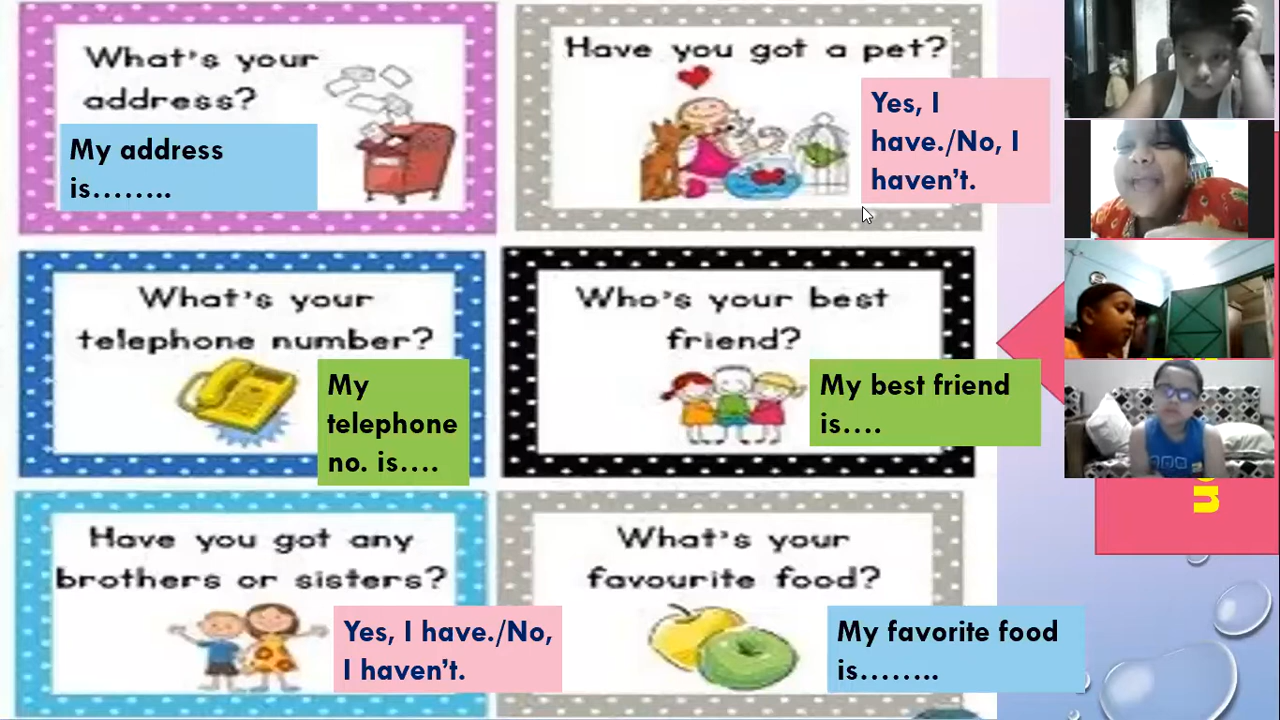 What's your
address?
My address
is……..
Have you got a pet?
Yes, I
have./No, I
haven't.
What's your
telephone number?
My
telephone
no. is….
Who's your best
friend?
My best friend
is….
Have you got any
brothers or sisters?
Yes, I have./No,
I haven't.
What's your
favourite food?
My favorite food
is……..